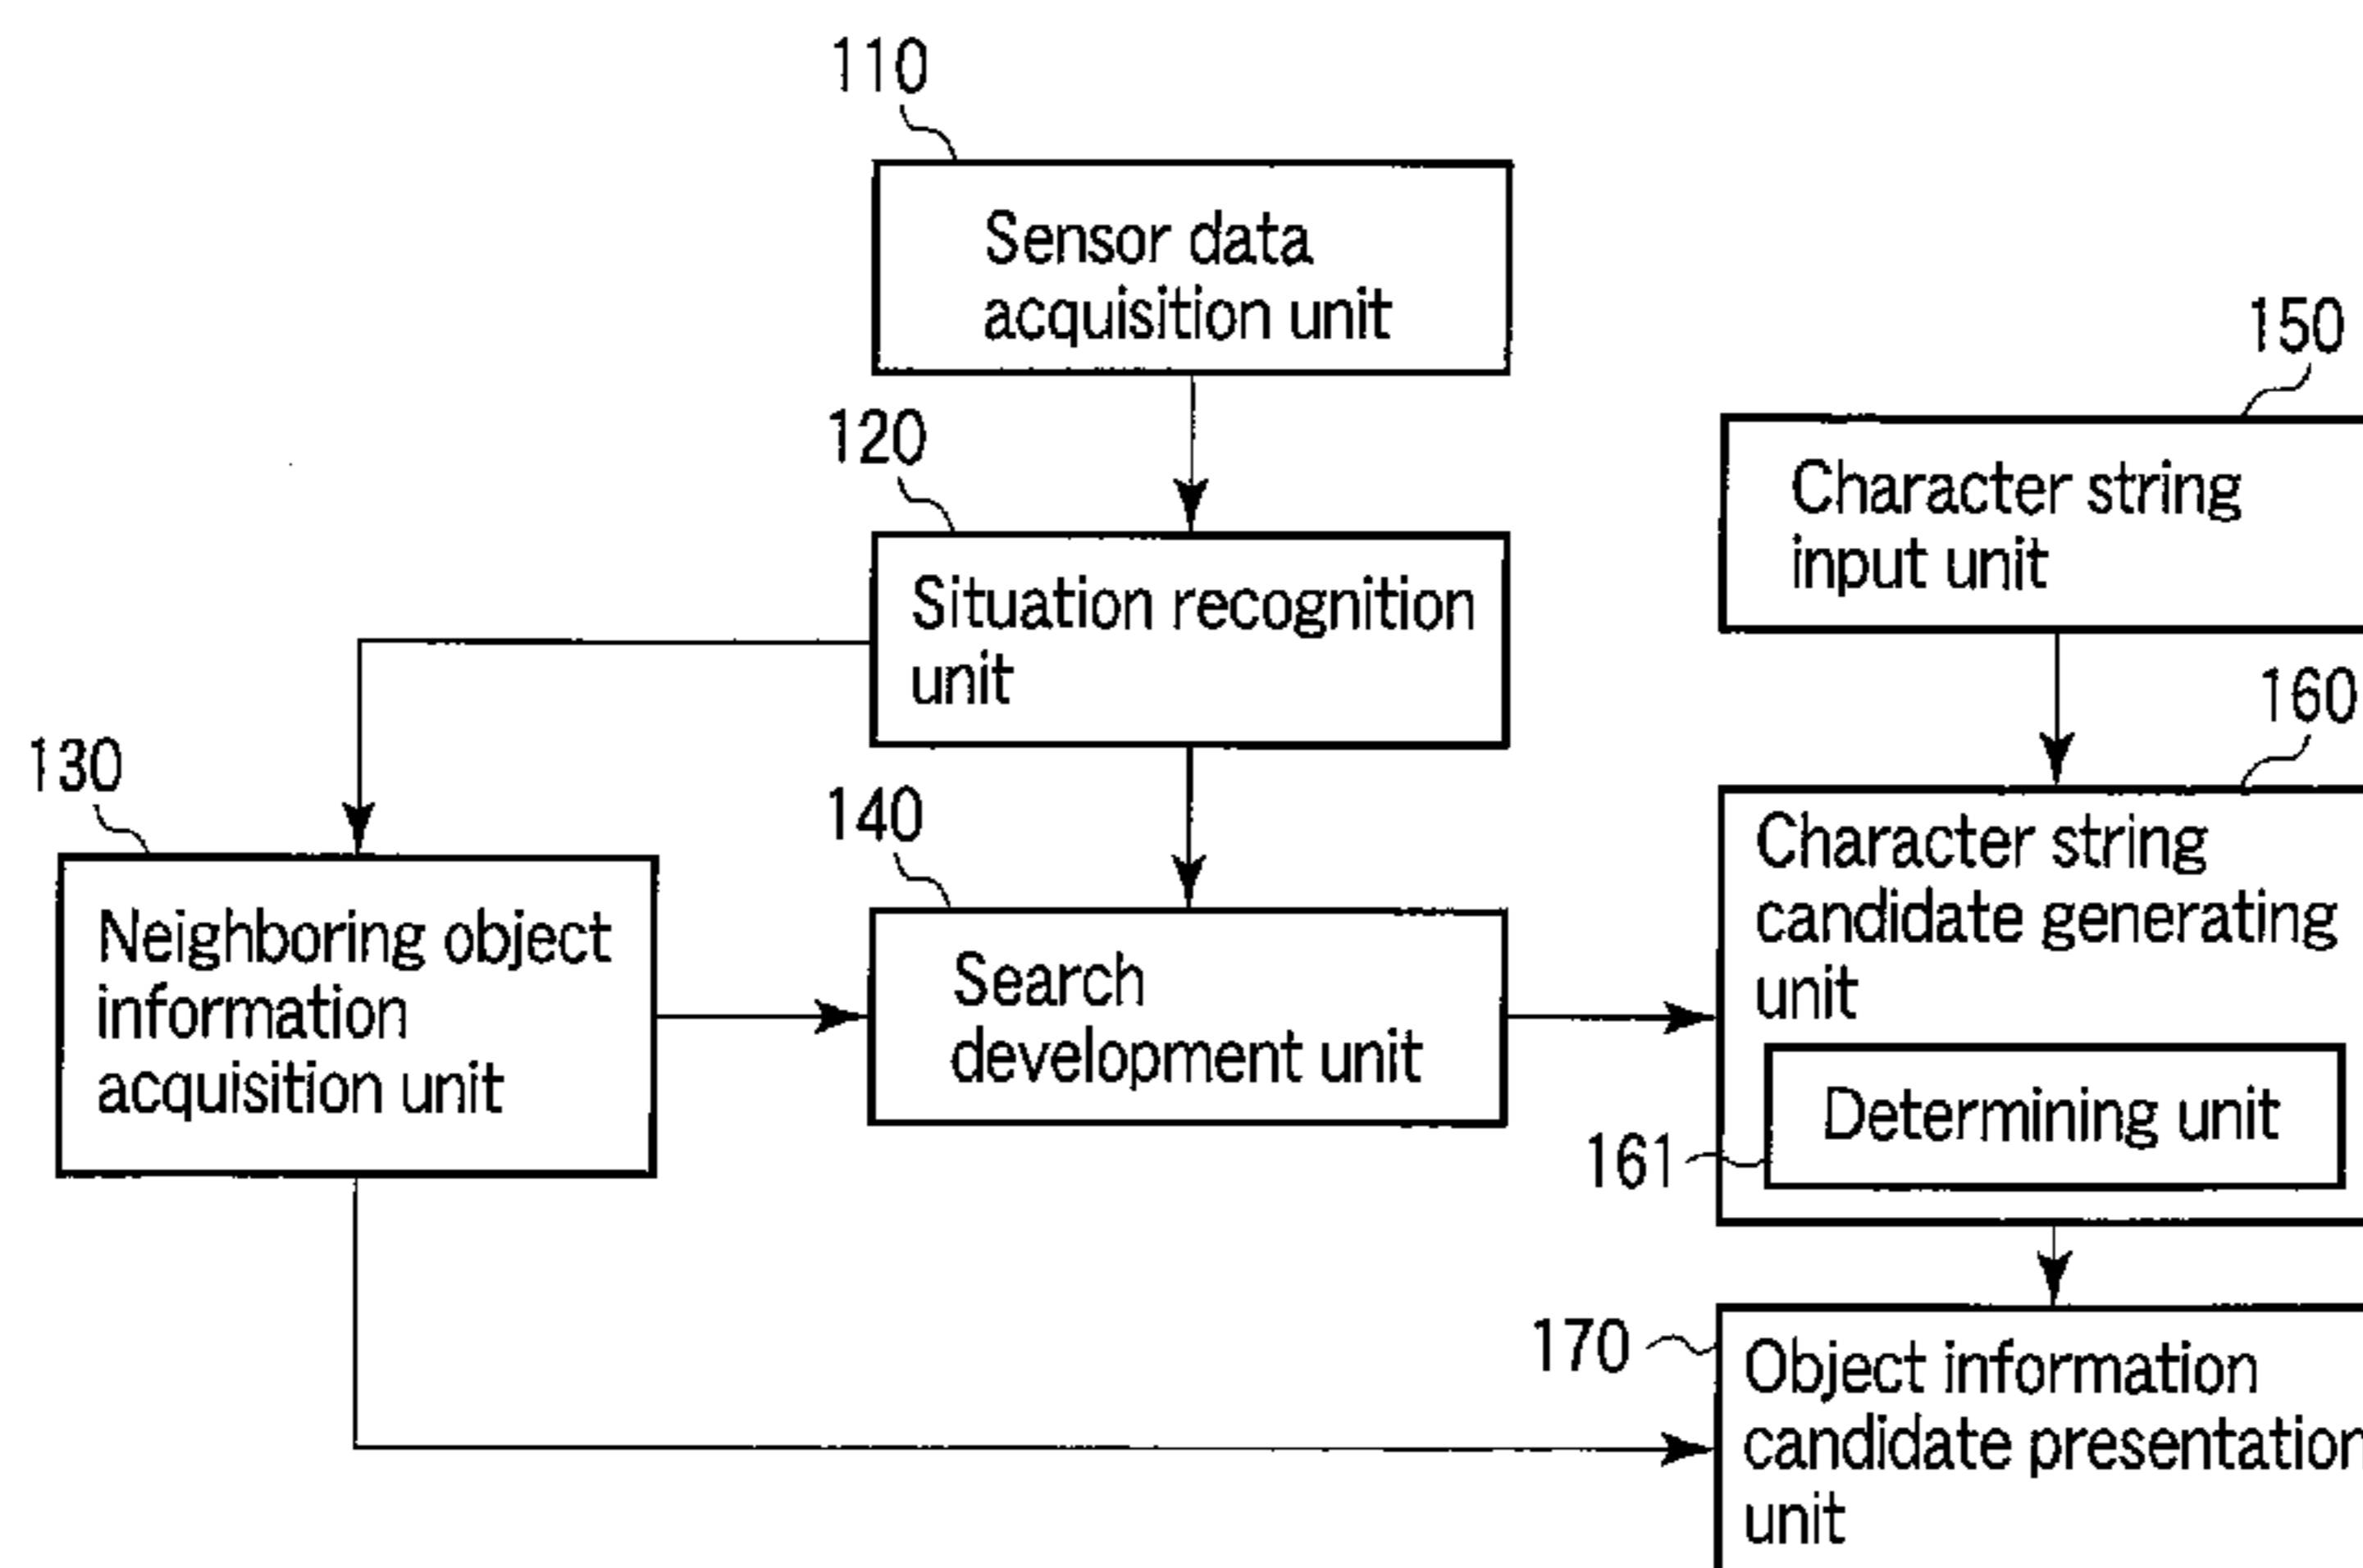 110
Sensor data
acquisition unit
150
120
Character string
input unit
Situation recognition
unit
160
130
140
Character string
candidate generating
unit
Neighboring object
information
acquisition unit
Search
development unit
Determining unit
161
170
Object information
candidate presentation
unit